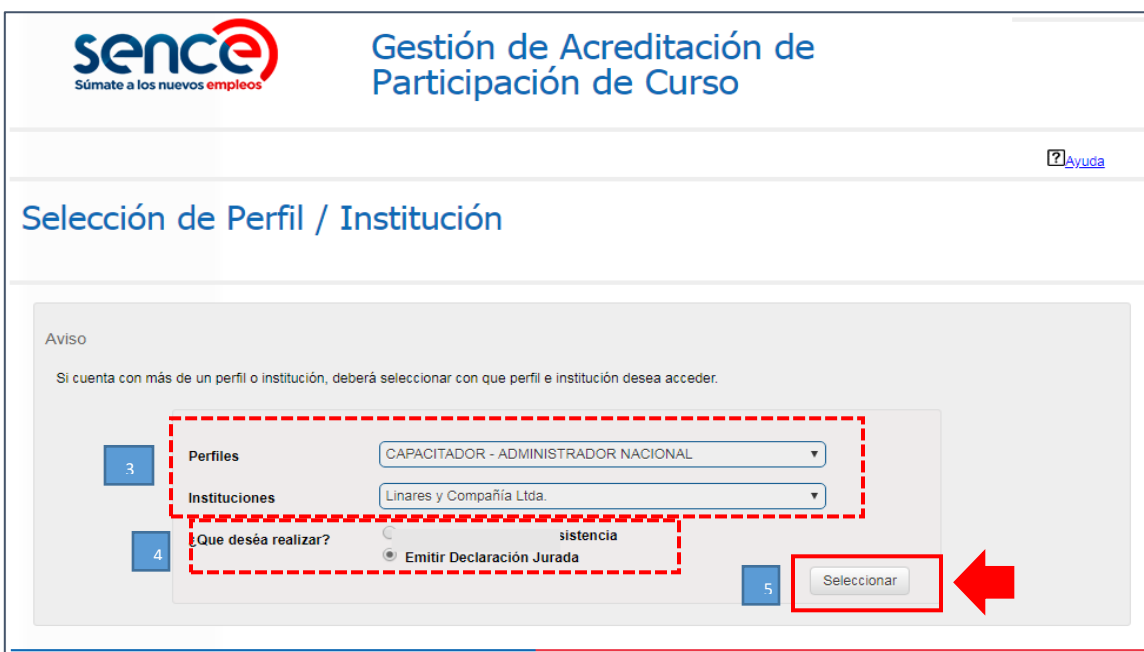 sence
Súmate a los nuevos empleos
Gestión de Acreditación de
Participación de Curso
? Ayuda
Selección de Perfil / Institución
Aviso
Si cuenta con más de un perfil o institución, deberá seleccionar con que perfil e institución desea acceder.
3
Perfiles CAPACITADOR - ADMINISTRADOR NACIONAL
Instituciones Linares y Compañía Ltda.
4
¿Que deséa realizar? sistencia
Emitir Declaración Jurada
5
Seleccionar